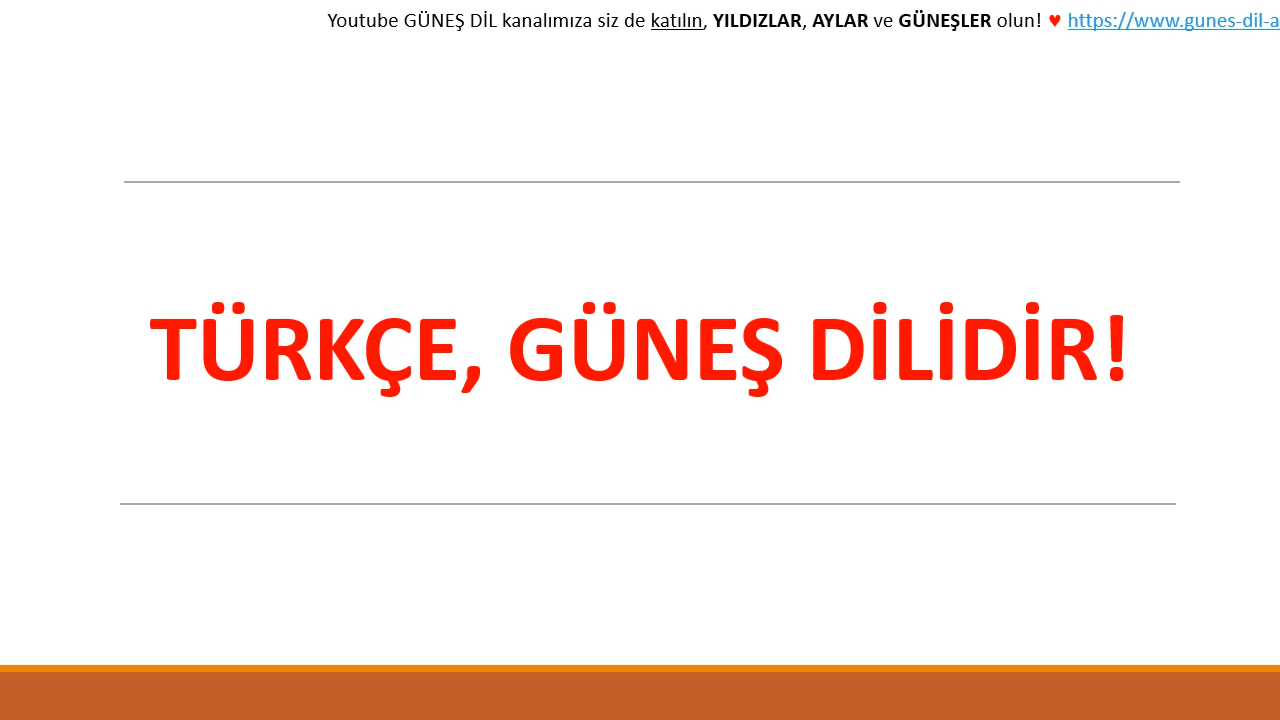 Youtube GÜNEŞ DİL kanalımıza siz de katılın, YILDIZLAR, AYLAR ve GÜNEŞLER olun! ♥ https://www.gunes-dil-a
TÜRKÇE, GÜNEŞ DİLİDİR!